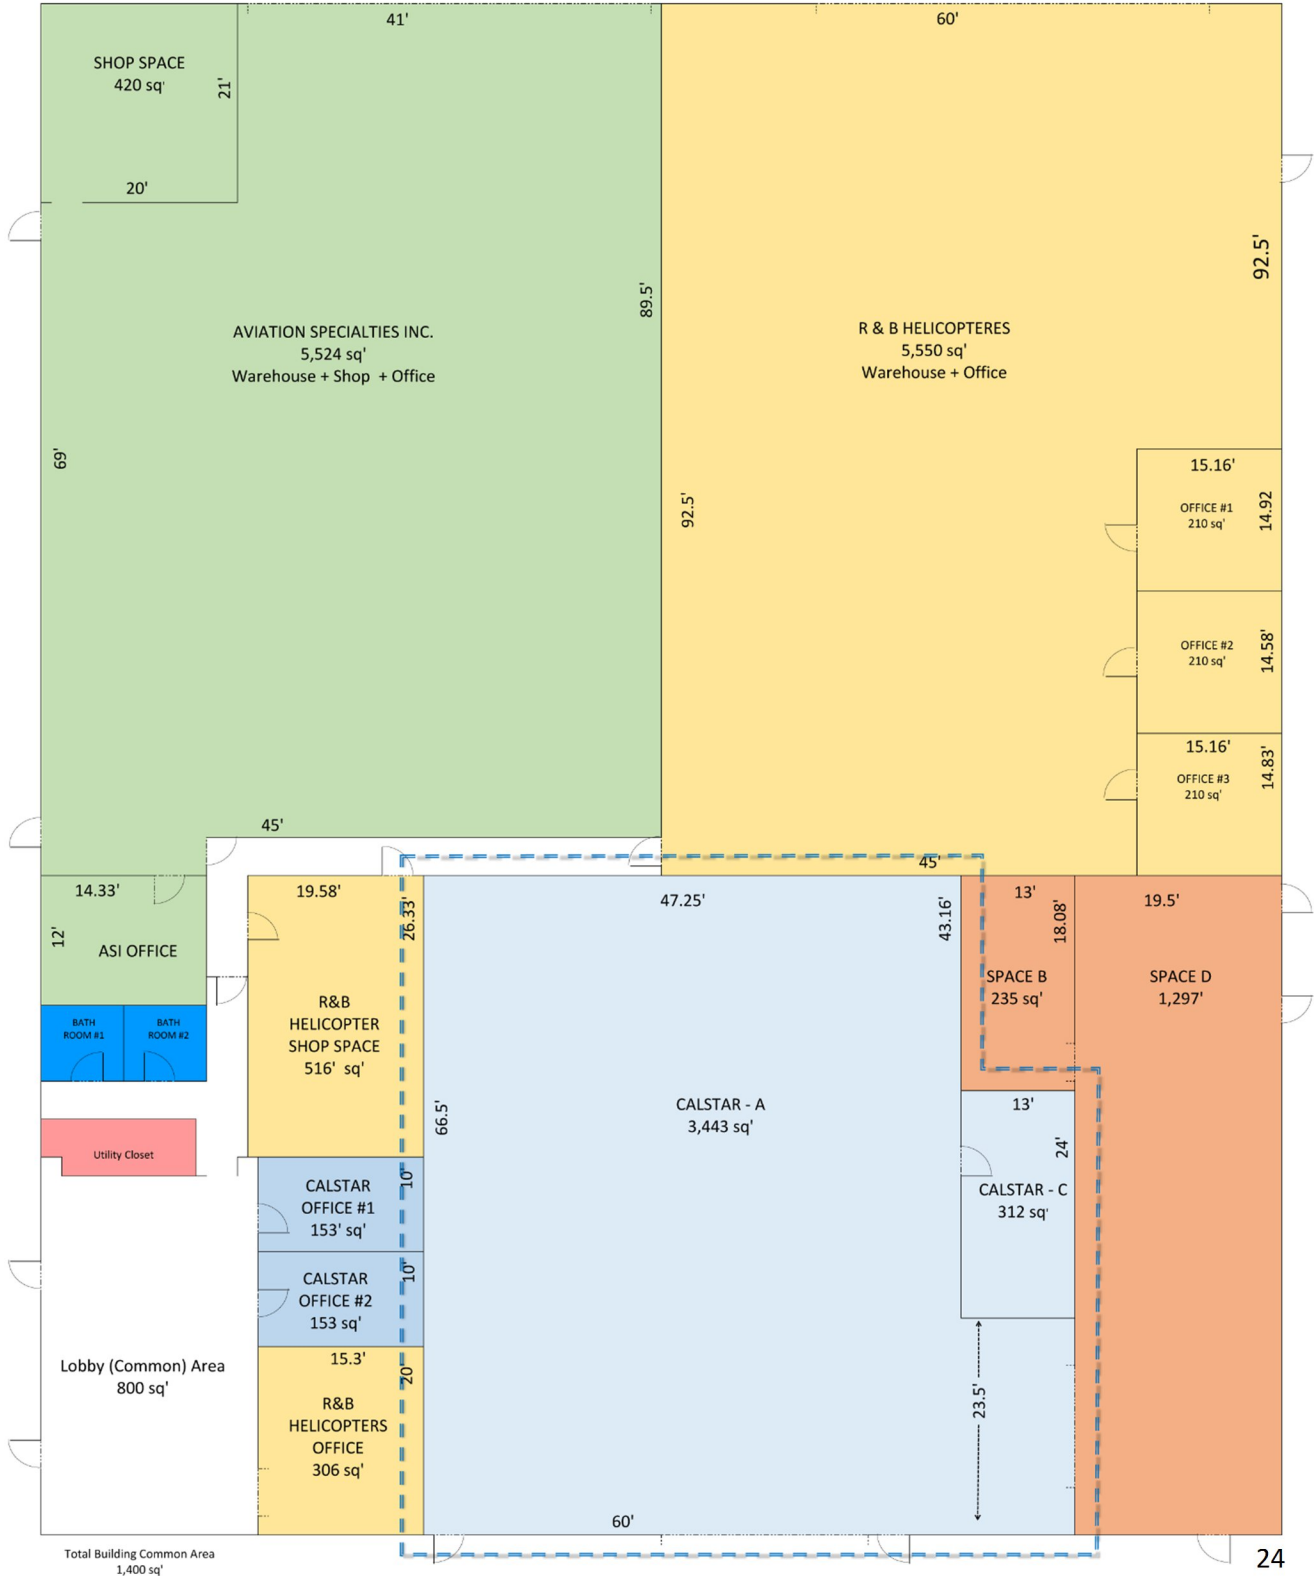 41'
60'
SHOP SPACE
420 sq'
21'
20'
92.5'
89.5'
AVIATION SPECIALTIES INC.
5,524 sq'
Warehouse + Shop + Office
R & B HELICOPTERES
5,550 sq'
Warehouse + Office
69'
92.5'
15.16'
OFFICE #1
210 sq'
14.92
OFFICE #2
210 sq'
14.58'
15.16'
OFFICE #3
210 sq'
14.83'
45'
45'
14.33'
12'
ASI OFFICE
19.58'
26.33'
47.25'
43.16'
13'
18.08'
19.5'
SPACE B
235 sq'
SPACE D
1,297'
R&B
HELICOPTER
SHOP SPACE
516' sq'
BATH
ROOM #1
BATH
ROOM #2
66.5'
CALSTAR - A
3,443 sq'
13'
24'
Utility Closet
CALSTAR
OFFICE #1
153' sq'
10'
CALSTAR - C
312 sq'
CALSTAR
OFFICE #2
153 sq'
10'
Lobby (Common) Area
800 sq'
15.3'
20'
R&B
HELICOPTERS
OFFICE
306 sq'
23.5'
60'
Total Building Common Area
1,400 sq'
24